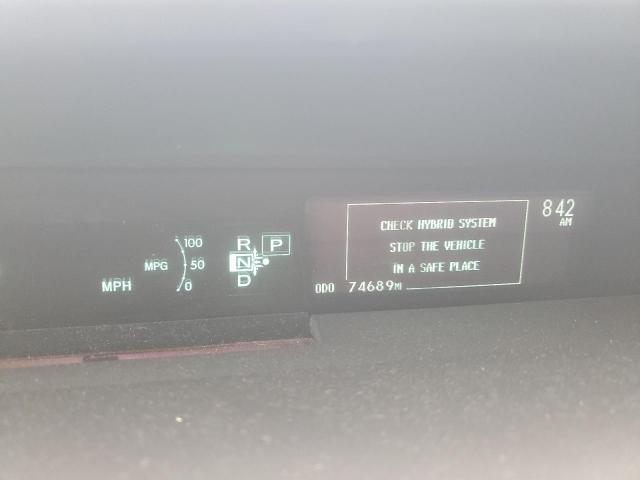 MPH
MPG
100
50
0
R
N
D
P
CHECK HYBRID SYSTEM
STOP THE VEHICLE
IN A SAFE PLACE
842
AM
ODO 74689MI